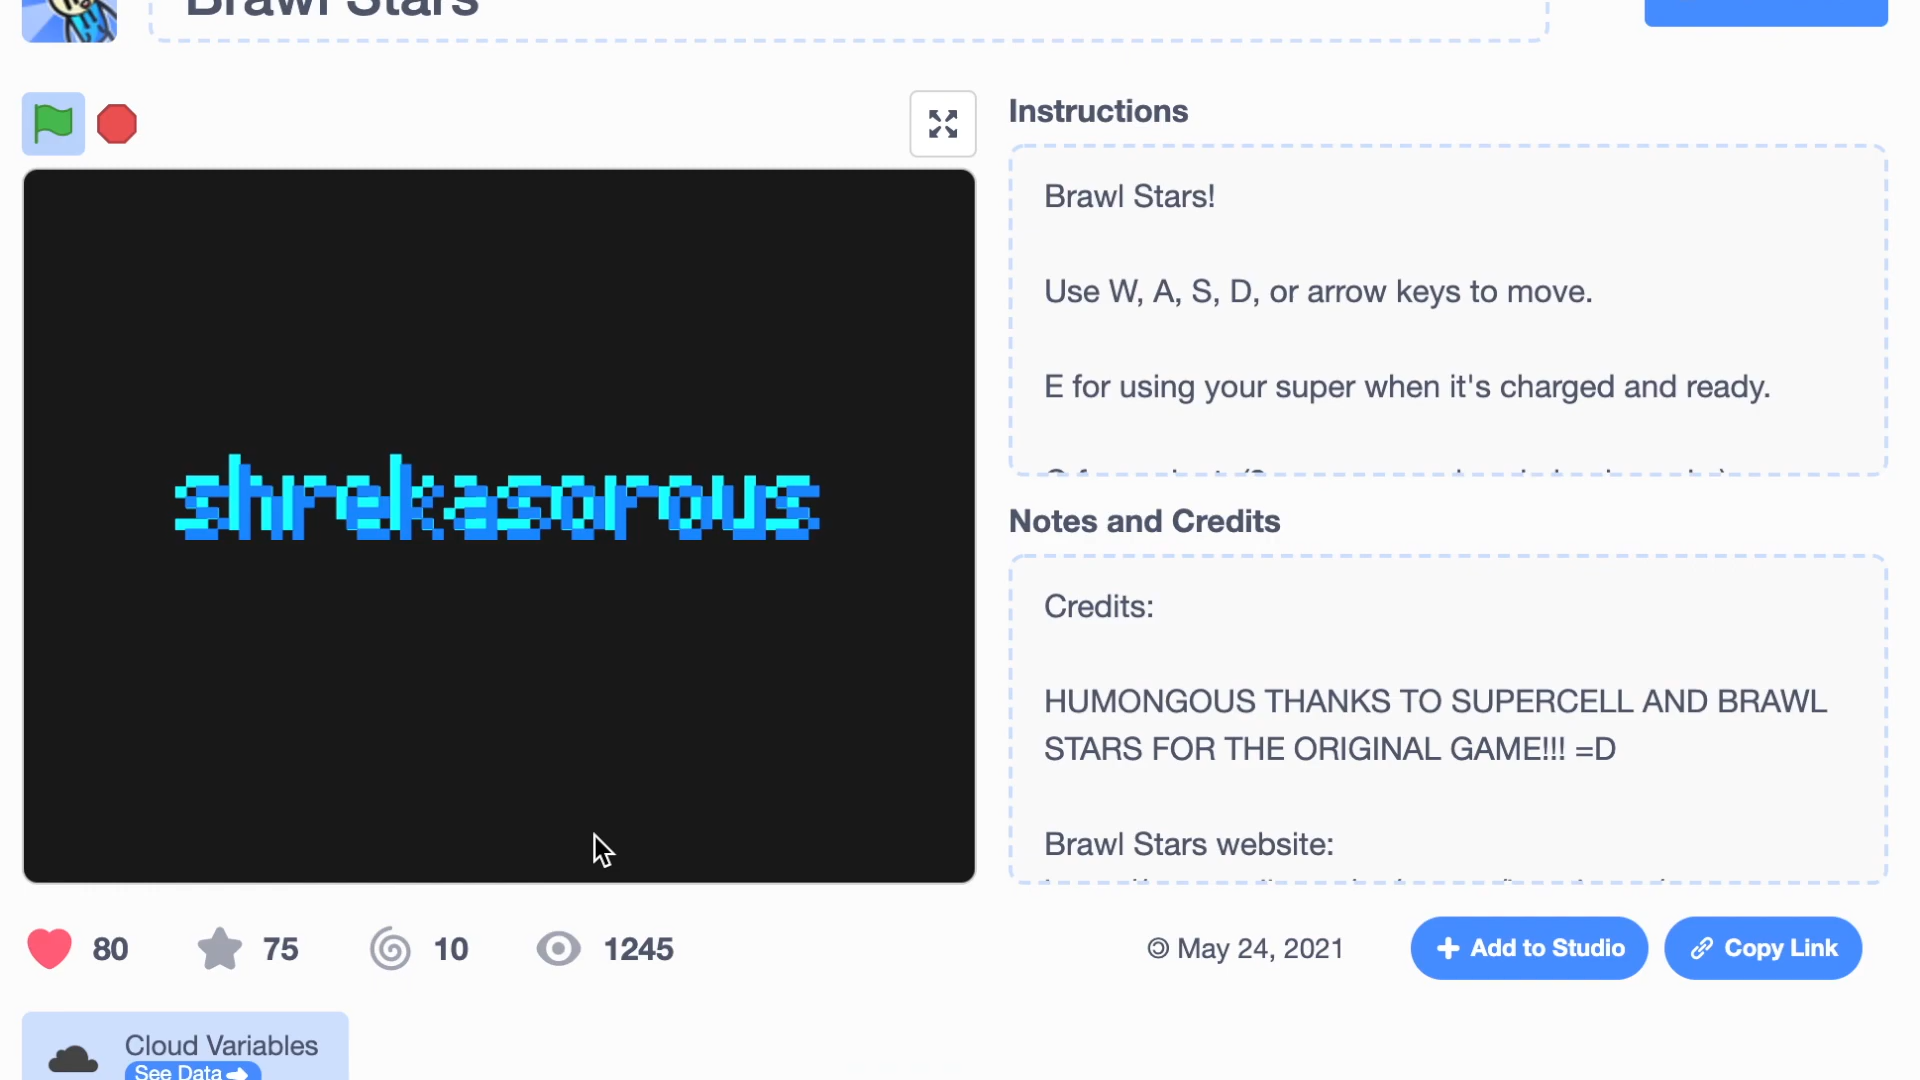 Brawl Stars
Instructions
Brawl Stars!
Use W, A, S, D, or arrow keys to move.
E for using your super when it's charged and ready.
shrekasorous
Notes and Credits
Credits:
HUMONGOUS THANKS TO SUPERCELL AND BRAWL
STARS FOR THE ORIGINAL GAME!!! =D
Brawl Stars website:
80
75
10
1245
© May 24, 2021
Add to Studio
Copy Link
Cloud Variables
See Data